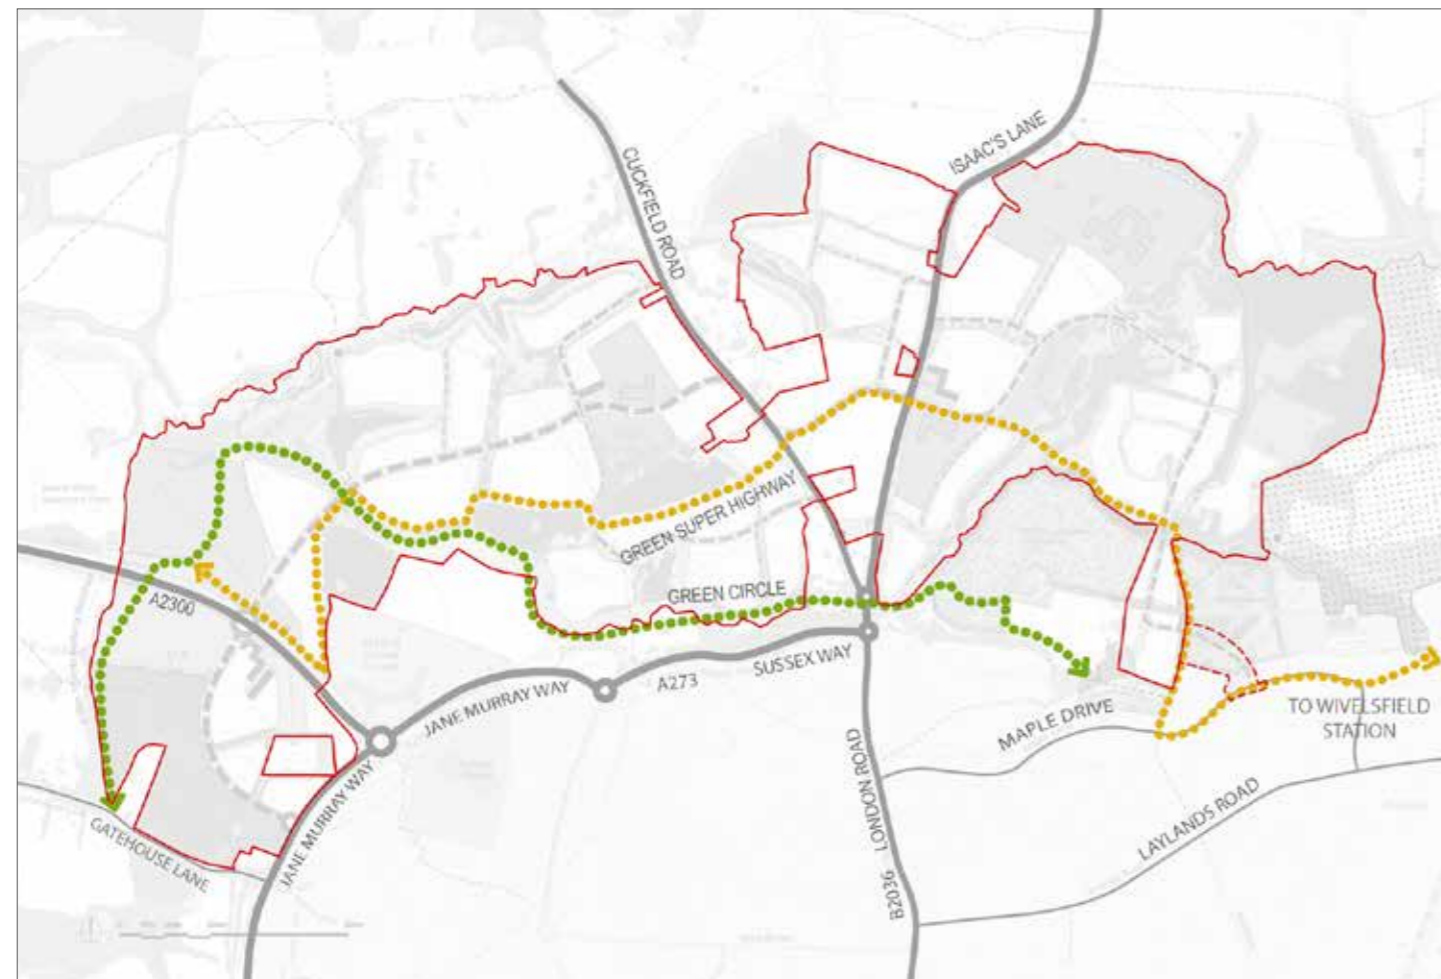 ISAAC'S LANE
CUCKFIELD ROAD
GREEN SUPER HIGHWAY
GREEN CIRCLE
A2300
SUSSEX WAY
A273
JANE MURRAY WAY
MAPLE DRIVE
TO WIVELSFIELD
STATION
LONDON ROAD
B2036
LAYLANDS ROAD
JANE MURRAY WAY
GATEHOUSE LANE